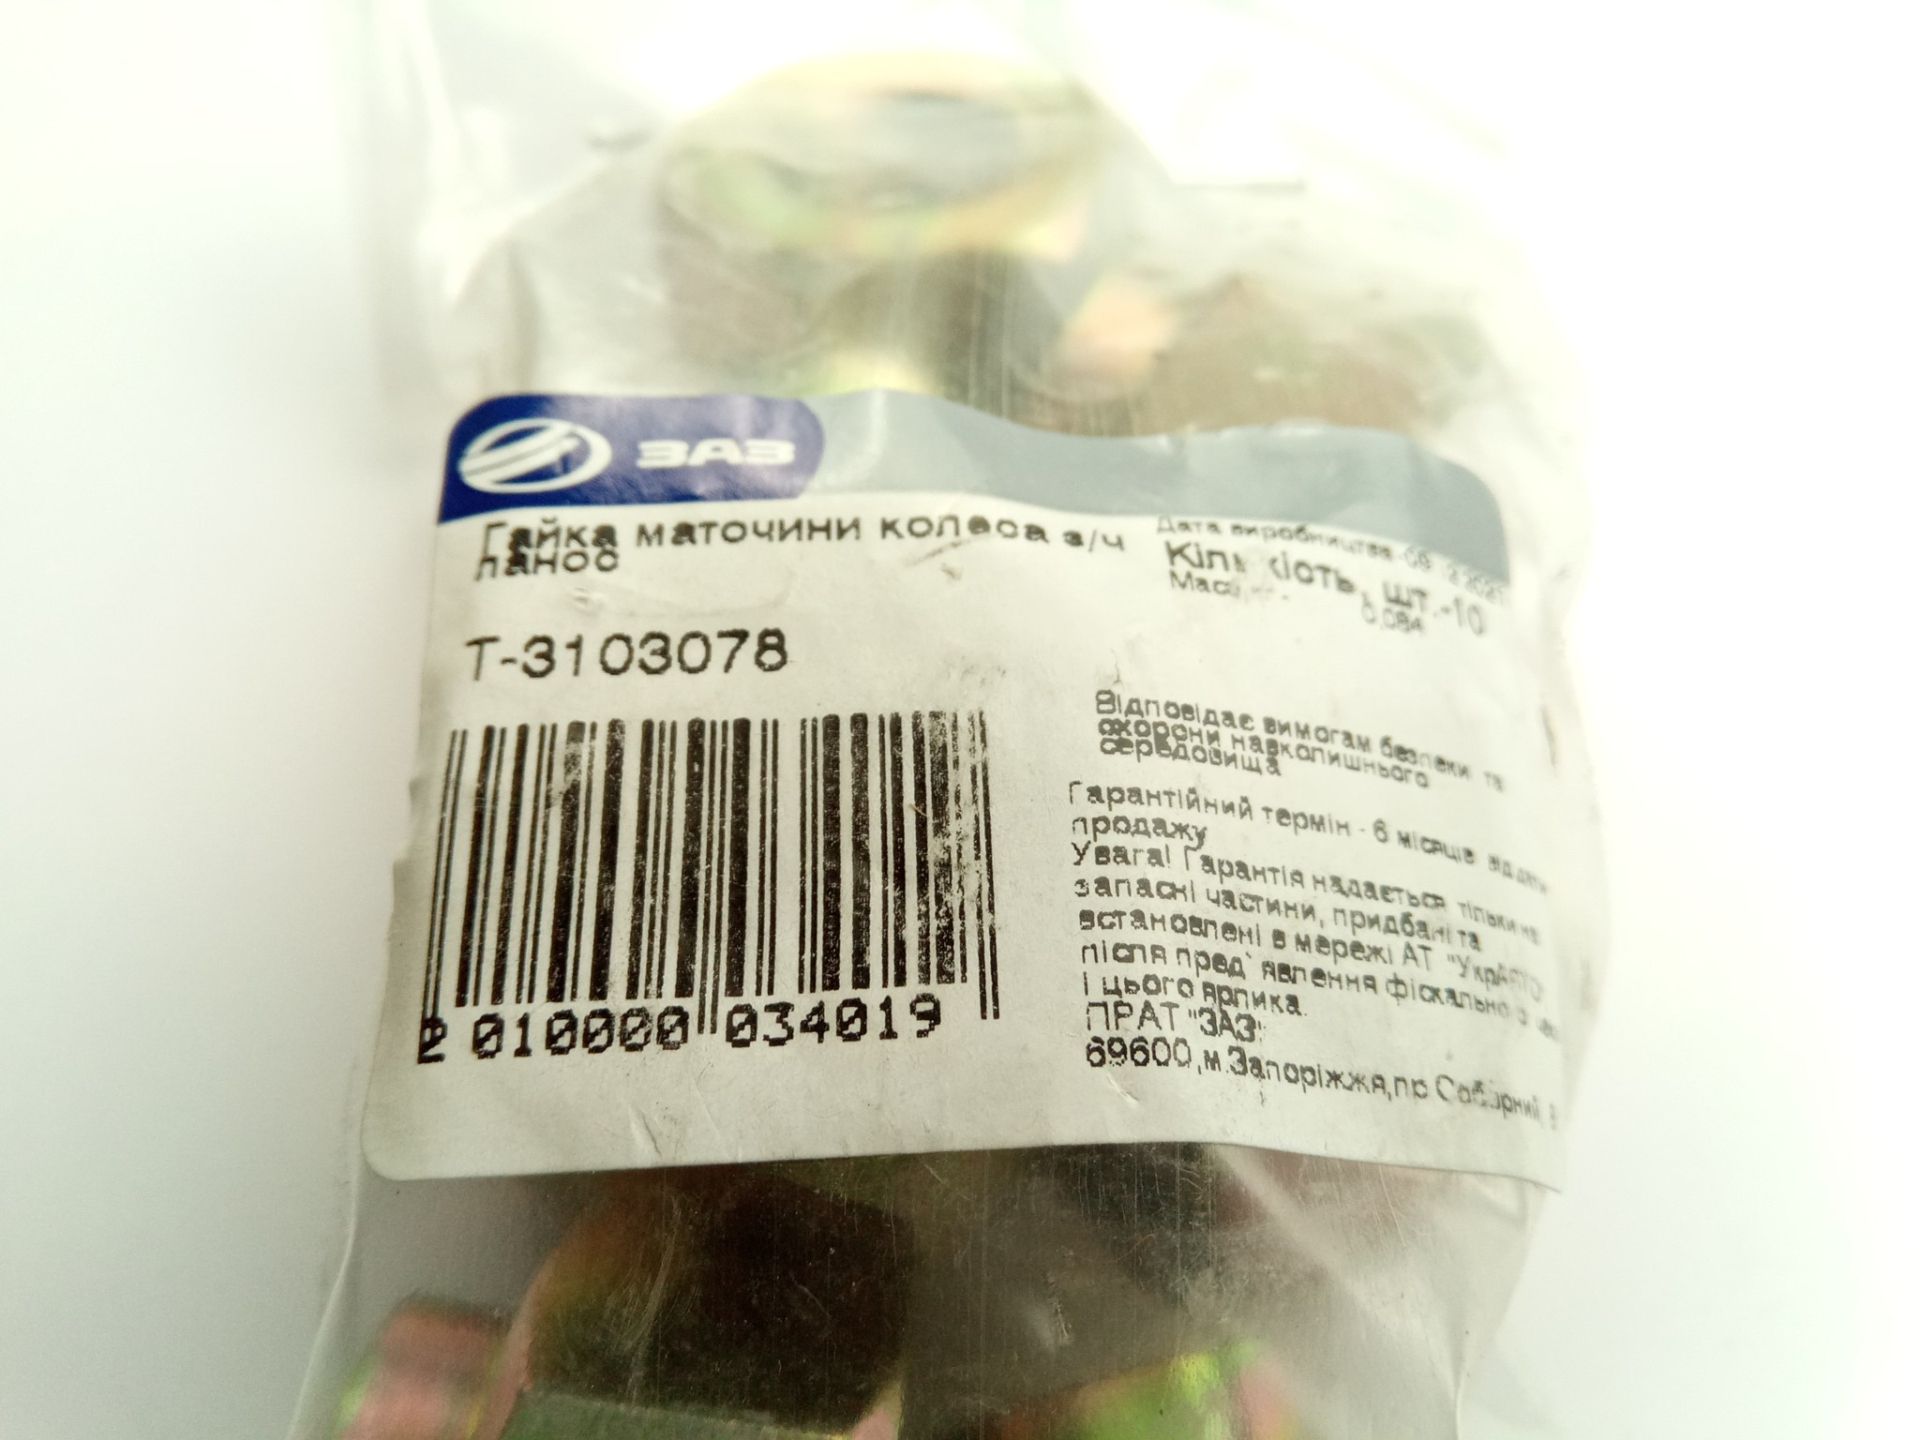 ЗАЗ
Гайка маточини колеса з/ч
ланос
Дата виробництва
Кількість, шт.-10
0,084
Т-3103078
Відповідає вимогам безпеки та
охорони навколишнього
середовища
Гарантійний термін - 6 місяців від дати
продажу
Увага! Гарантія надається тільки на
запасні частини, придбані та
встановлені в мережі АТ "УкрАВТО"
після пред'явлення фіскального
і цього ярлика.
ПРАТ "ЗАЗ"
69600,м.Запоріжжя,пр Соборний,
2 010000 034019